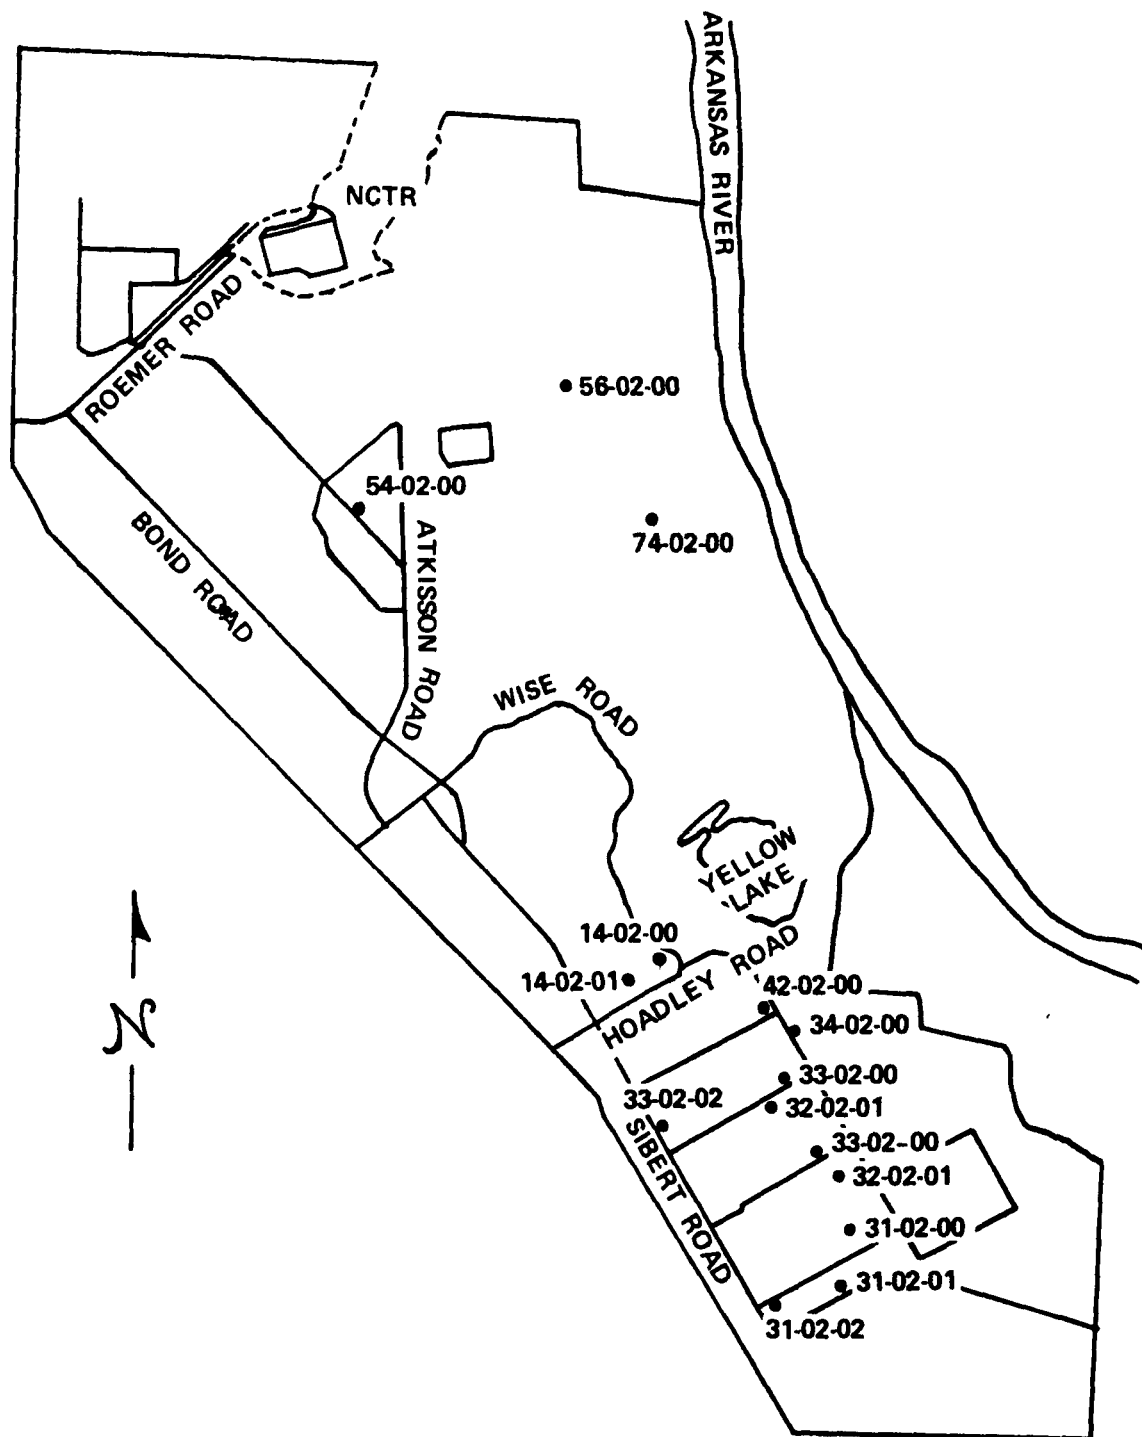 ARKANSAS RIVER
NCTR
ROEMER ROAD
56-02-00
54-02-00
74-02-00
BOND ROAD
ATKISSON ROAD
WISE ROAD
YELLOW
LAKE
14-02-00
14-02-01
HOADLEY ROAD
42-02-00
34-02-00
33-02-00
33-02-02
32-02-01
33-02-00
32-02-01
SIBERT ROAD
31-02-00
31-02-01
31-02-02
N